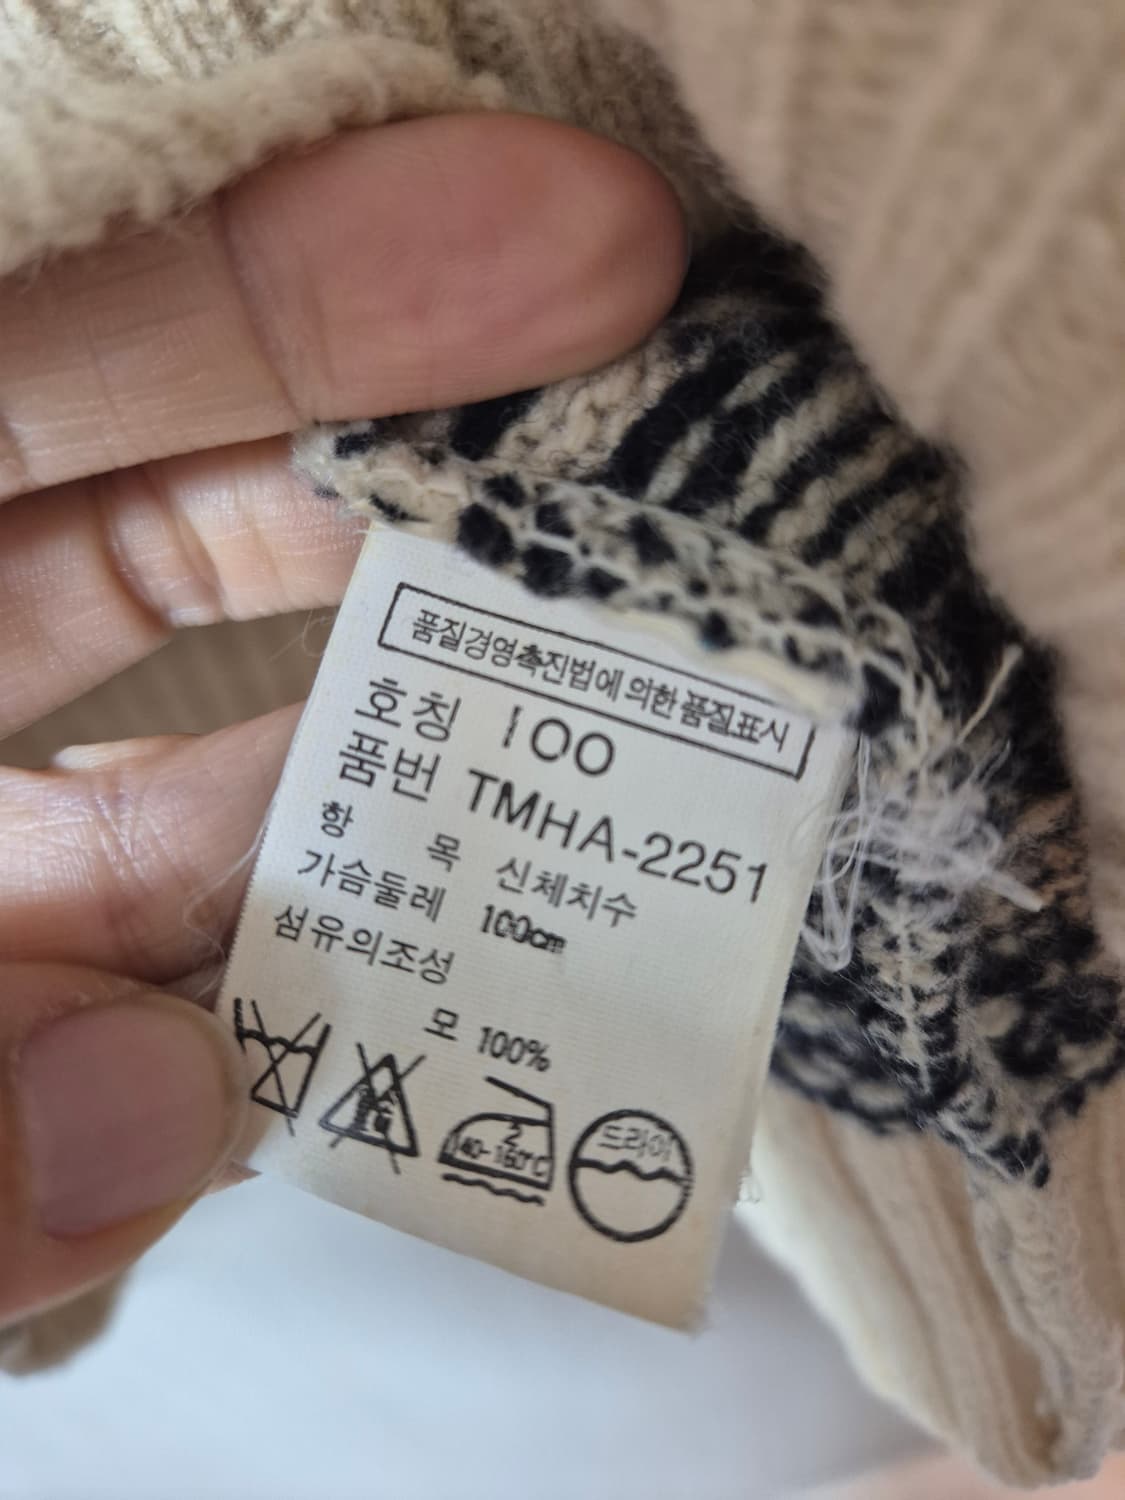 품질경영촉진법에 의한 품질표시
호칭 100
품번 TMHA-2251
항 목 신체치수
가슴둘레 100cm
섬유의조성
모 100%
2
140-160°C
드라이